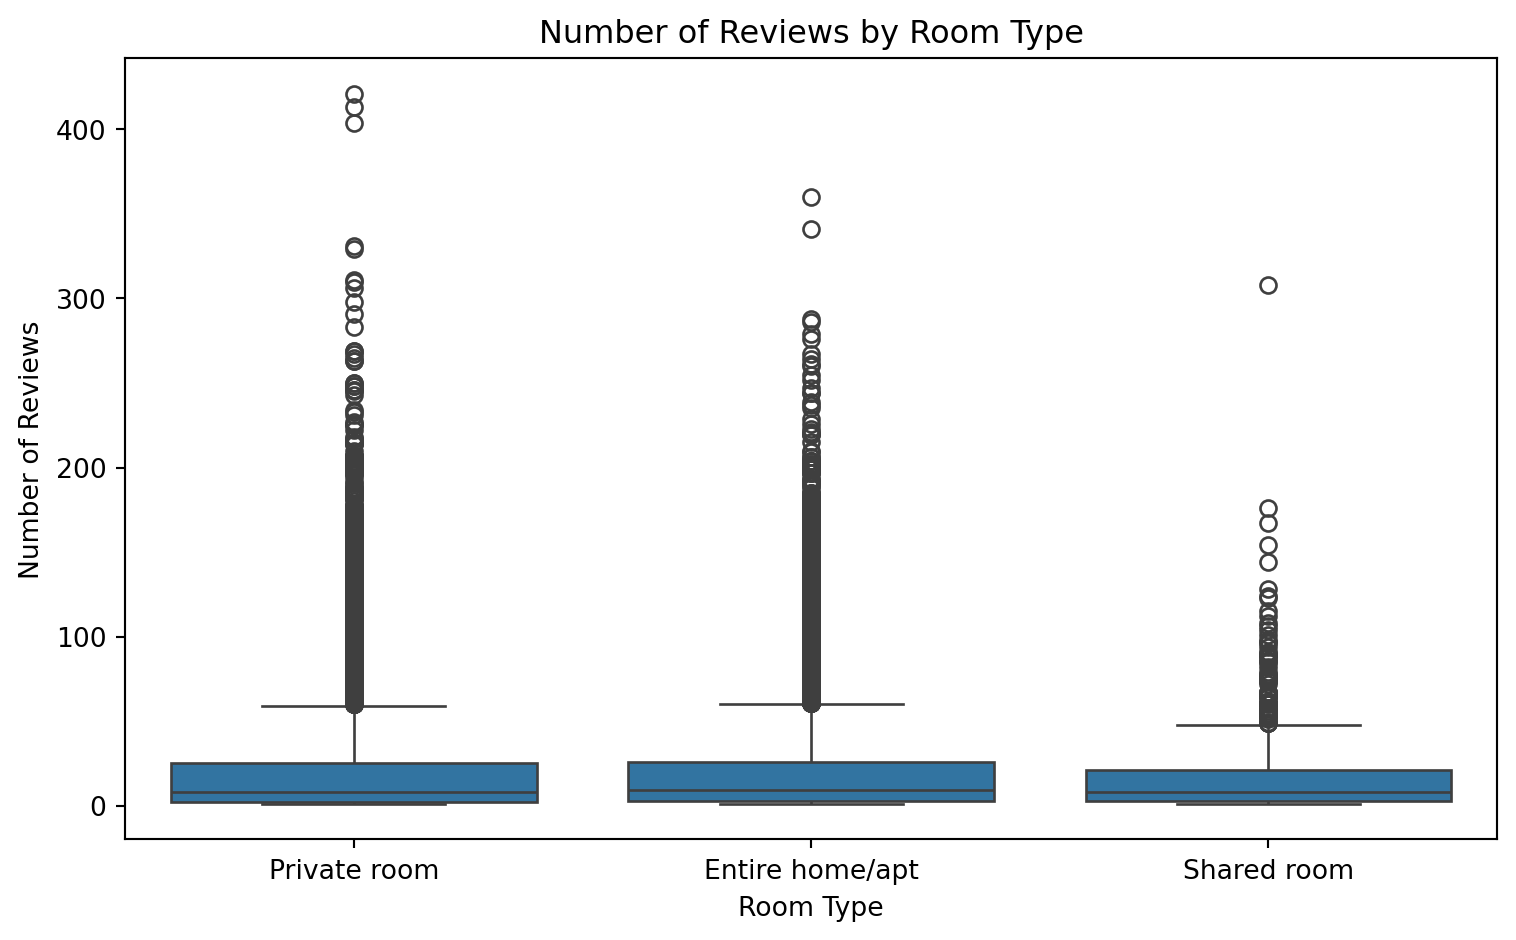 Number of Reviews by Room Type
Number of Reviews
400
300
200
100
0
Private room
Entire home/apt
Shared room
Room Type